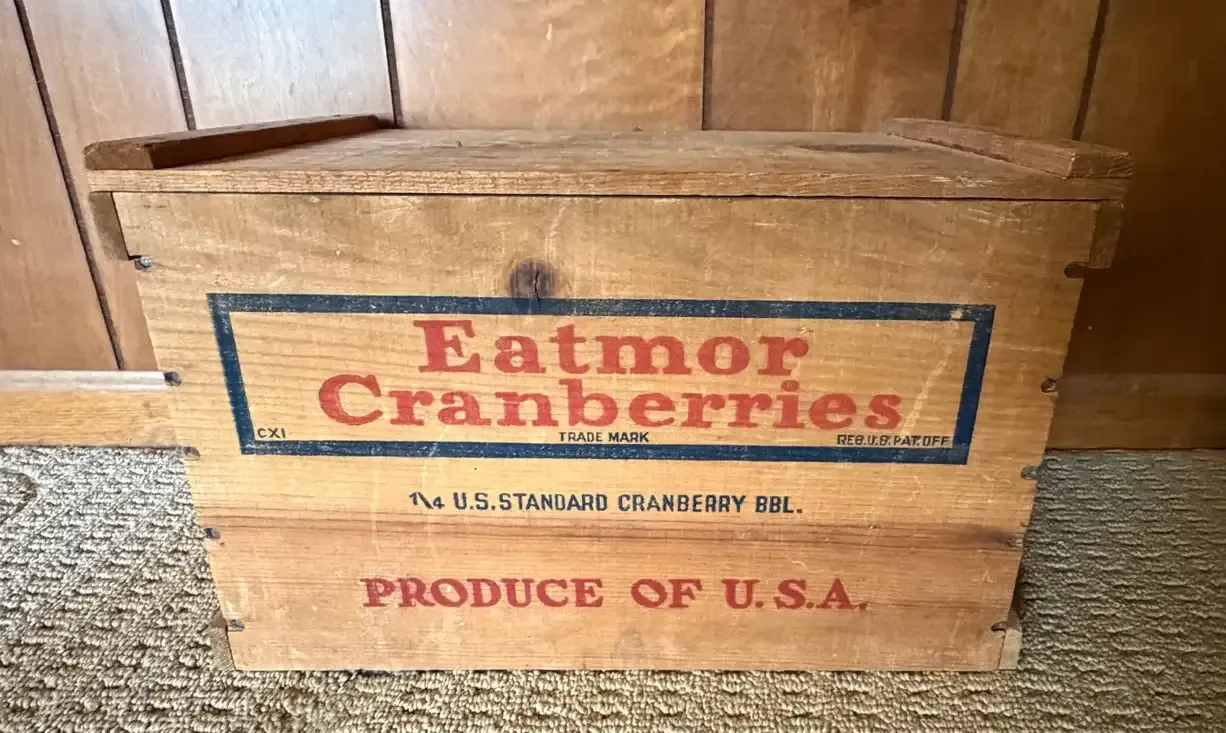 Eatmor
Cranberries
CXI TRADE MARK REG.U.S.PAT.OFF
1\4 U.S.STANDARD CRANBERRY BBL.
PRODUCE OF U.S.A.